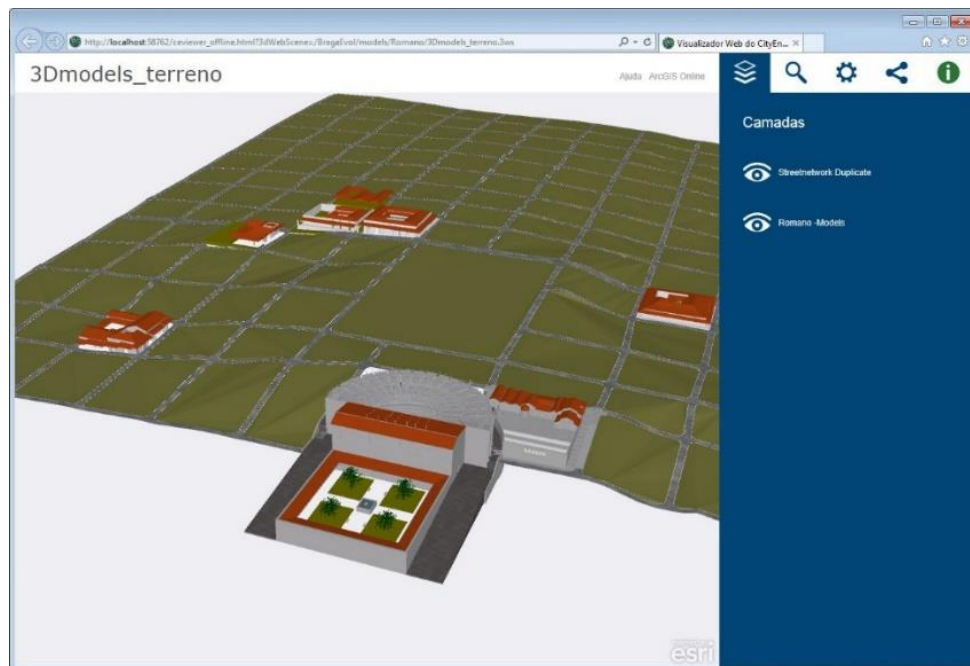 http://localhost:58762/ceviewer_offline.html?3dWebScene=/BragaEvol/models/Romano/3Dmodels_terreno.3ws
Visualizador Web do CityEn...
3Dmodels_terreno
Ajuda ArcGIS Online
Camadas
Streetnetwork Duplicate
Romano -Models
esri